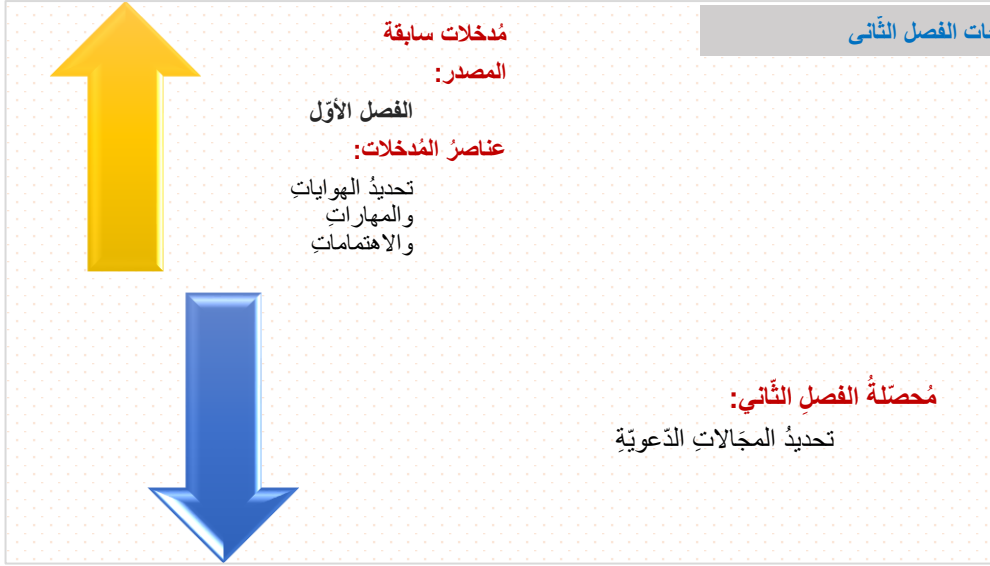 ات الفصل الثّانى
مُدخلات سابقة
المصدر:
الفصل الأوّل
عناصرُ المُدخلات:
تحديدُ الهواياتِ
والمهاراتِ
والاهتماماتِ
مُحصّلةُ الفصلِ الثّاني:
تحديدُ المجَالاتِ الدّعويّةِ